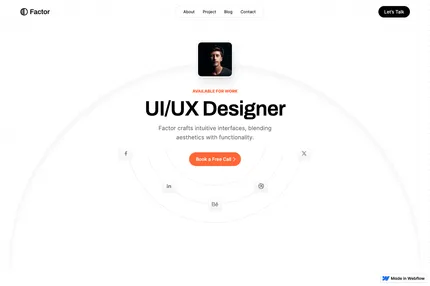 Factor
About
Project
Blog
Contact
Let's Talk
AVAILABLE FOR WORK
UI/UX Designer
Factor crafts intuitive interfaces, blending
aesthetics with functionality.
Book a Free Call >
f
X
in
Bē
Made in Webflow